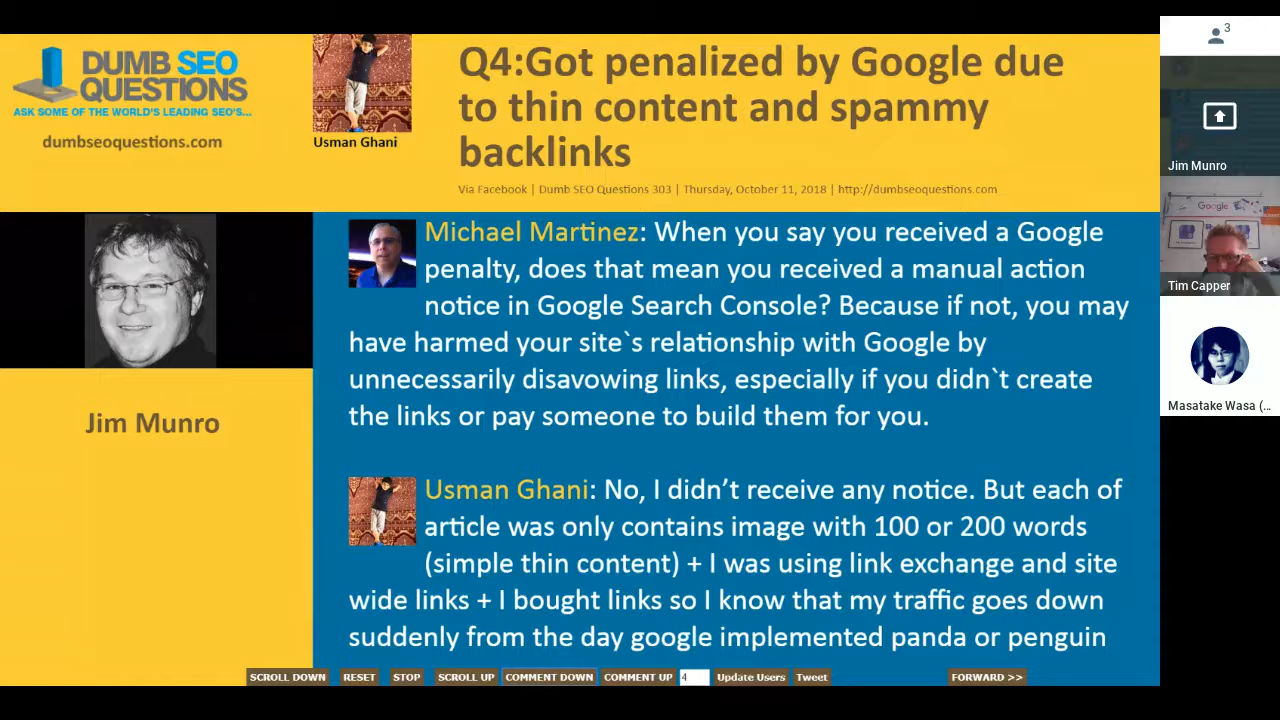 DUMB SEO
QUESTIONS
ASK SOME OF THE WORLD'S LEADING SEO'S...
dumbseoquestions.com
Usman Ghani
Q4:Got penalized by Google due
to thin content and spammy
backlinks
Via Facebook | Dumb SEO Questions 303 | Thursday, October 11, 2018 | http://dumbseoquestions.com
Jim Munro
Michael Martinez: When you say you received a Google
penalty, does that mean you received a manual action
notice in Google Search Console? Because if not, you may
have harmed your site`s relationship with Google by
unnecessarily disavowing links, especially if you didn`t create
the links or pay someone to build them for you.
Usman Ghani: No, I didn't receive any notice. But each of
article was only contains image with 100 or 200 words
(simple thin content) + I was using link exchange and site
wide links + I bought links so I know that my traffic goes down
suddenly from the day google implemented panda or penguin
SCROLL DOWN RESET STOP SCROLL UP COMMENT DOWN COMMENT UP 4 Update Users Tweet FORWARD >>
3
Jim Munro
Google
Tim Capper
Masatake Wasa (...